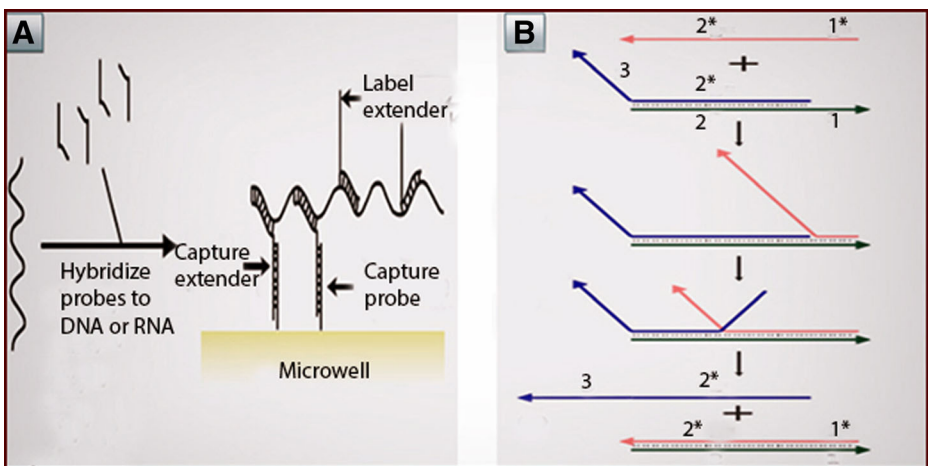 A
Label
extender
Capture
extender
Hybridize
probes to
DNA or RNA
Capture
probe
Microwell
B
2* 1*
+
3
2*
2 1
3 2*
+
2* 1*